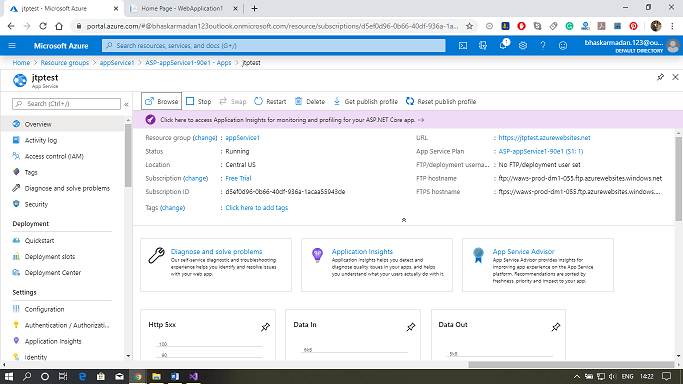 jtptest - Microsoft Azure
Home Page - WebApplication1
portal.azure.com/#@bhaskarmadan123outlook.onmicrosoft.com/resource/subscriptions/d5ef0d96-0b66-40df-936a-1a...
Microsoft Azure
Search resources, services, and docs (G+/)
1
bhaskarmadan.123@ou...
DEFAULT DIRECTORY
Home > Resource groups > appService1 > ASP-appService1-90e1 - Apps > jtptest
jtptest
App Service
Search (Ctrl+/)
Browse Stop Swap Restart Delete Get publish profile Reset publish profile
Click here to access Application Insights for monitoring and profiling for your ASP.NET Core app. →
Overview
Activity log
Access control (IAM)
Tags
Diagnose and solve problems
Security
Deployment
Quickstart
Deployment slots
Deployment Center
Settings
Configuration
Authentication / Authorizati...
Application Insights
Identity
Resource group (change) : appService1
Status : Running
Location : Central US
Subscription (change) : Free Trial
Subscription ID : d5ef0d96-0b66-40df-936a-1acaa55943de
Tags (change) : Click here to add tags
URL : https://jtptest.azurewebsites.net
App Service Plan : ASP-appService1-90e1 (S1: 1)
FTP/deployment userna... : No FTP/deployment user set
FTP hostname : ftp://waws-prod-dm1-055.ftp.azurewebsites.windows.net
FTPS hostname : ftps://waws-prod-dm1-055.ftp.azurewebsites.windows....
Diagnose and solve problems
Our self-service diagnostic and troubleshooting
experience helps you identify and resolve issues
with your web app.
Application Insights
Application Insights helps you detect and
diagnose quality issues in your apps, and helps
you understand what your users actually do with it.
App Service Advisor
App Service Advisor provides insights for
improving app experience on the App Service
platform. Recommendations are sorted by
freshness, priority and impact to your app.
Http 5xx
100
90
Data In
6kB
Data Out
5kB
ENG
14:22